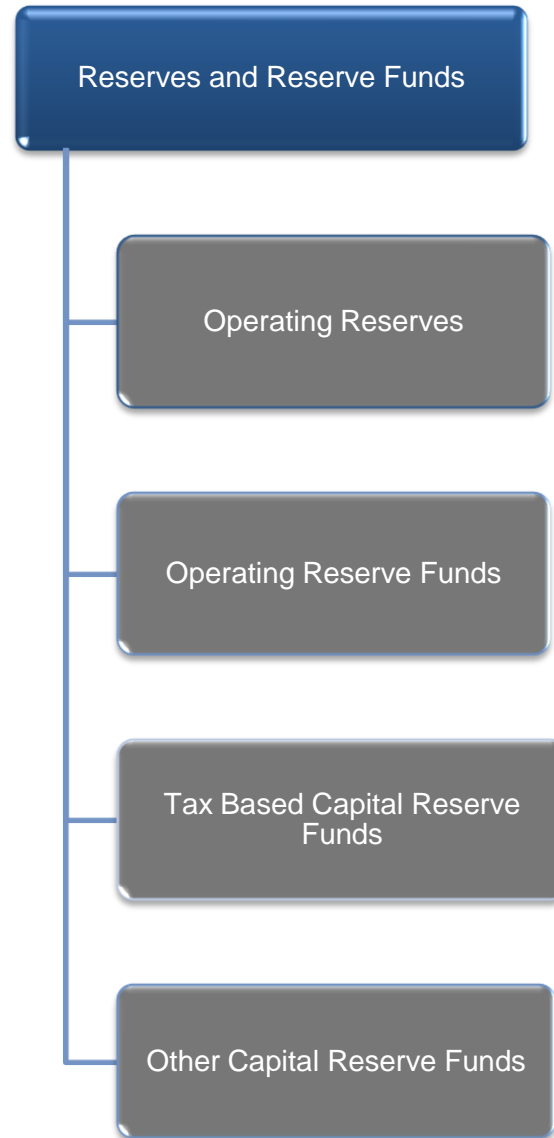 Reserves and Reserve Funds
Operating Reserves
Operating Reserve Funds
Tax Based Capital Reserve
Funds
Other Capital Reserve Funds